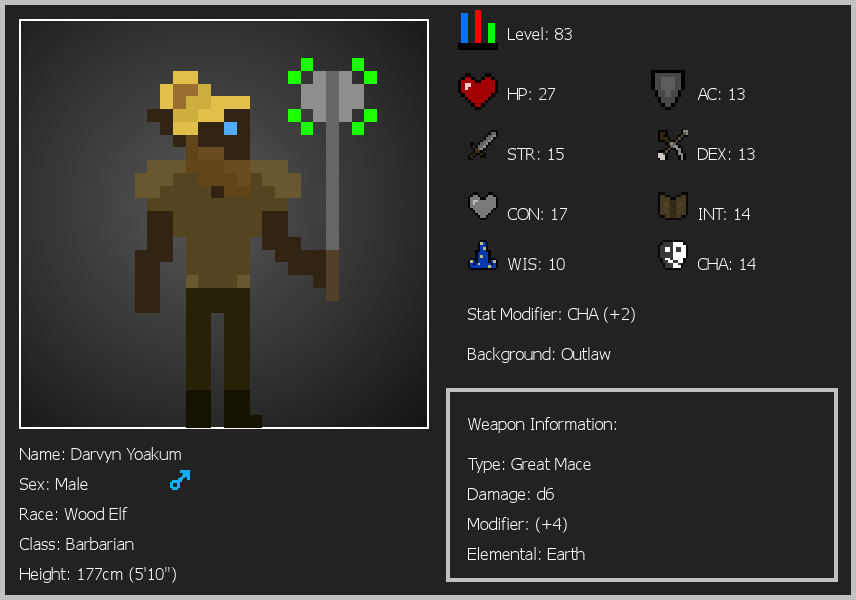 Level: 83
HP: 27
AC: 13
STR: 15
DEX: 13
CON: 17
INT: 14
WIS: 10
CHA: 14
Stat Modifier: CHA (+2)
Background: Outlaw
Weapon Information:
Type: Great Mace
Damage: d6
Modifier: (+4)
Elemental: Earth
Name: Darvyn Yoakum
Sex: Male
Race: Wood Elf
Class: Barbarian
Height: 177cm (5'10")